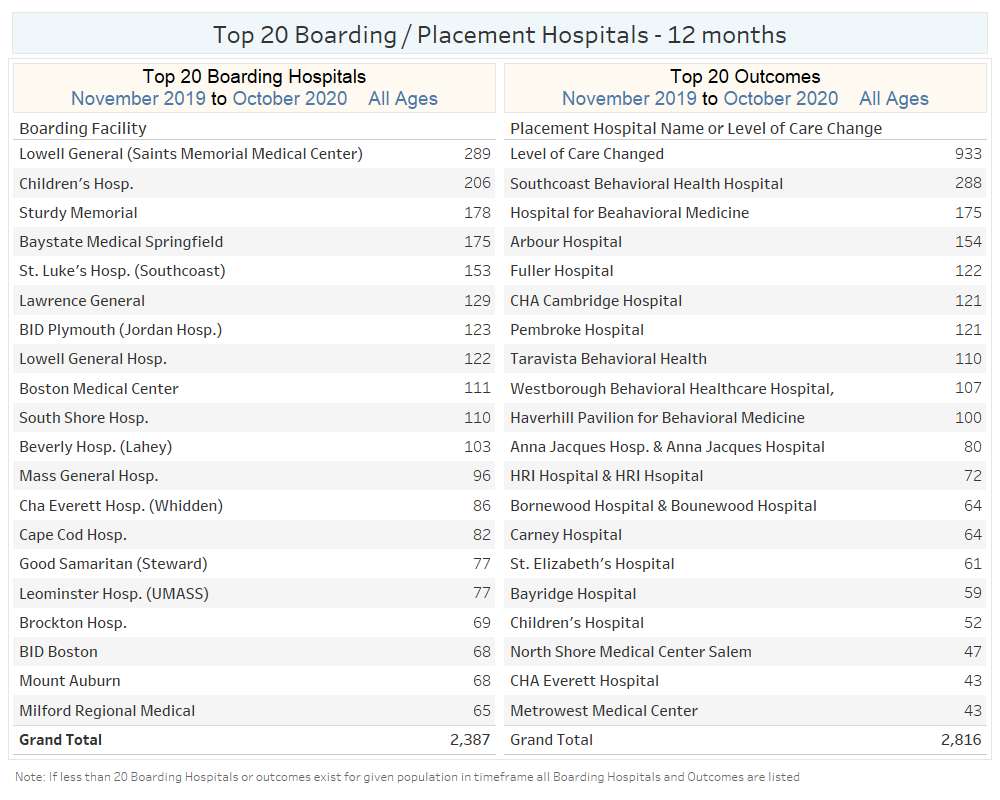 Top 20 Boarding / Placement Hospitals - 12 months
Top 20 Boarding Hospitals
November 2019 to October 2020 All Ages
Boarding Facility
Lowell General (Saints Memorial Medical Center) 289
Children's Hosp. 206
Sturdy Memorial 178
Baystate Medical Springfield 175
St. Luke's Hosp. (Southcoast) 153
Lawrence General 129
BID Plymouth (Jordan Hosp.) 123
Lowell General Hosp. 122
Boston Medical Center 111
South Shore Hosp. 110
Beverly Hosp. (Lahey) 103
Mass General Hosp. 96
Cha Everett Hosp. (Whidden) 86
Cape Cod Hosp. 82
Good Samaritan (Steward) 77
Leominster Hosp. (UMASS) 77
Brockton Hosp. 69
BID Boston 68
Mount Auburn 68
Milford Regional Medical 65
Grand Total 2,387
Top 20 Outcomes
November 2019 to October 2020 All Ages
Placement Hospital Name or Level of Care Change
Level of Care Changed 933
Southcoast Behavioral Health Hospital 288
Hospital for Beahavioral Medicine 175
Arbour Hospital 154
Fuller Hospital 122
CHA Cambridge Hospital 121
Pembroke Hospital 121
Taravista Behavioral Health 110
Westborough Behavioral Healthcare Hospital, 107
Haverhill Pavilion for Behavioral Medicine 100
Anna Jacques Hosp. & Anna Jacques Hospital 80
HRI Hospital & HRI Hsopital 72
Bornewood Hospital & Bounewood Hospital 64
Carney Hospital 64
St. Elizabeth's Hospital 61
Bayridge Hospital 59
Children's Hospital 52
North Shore Medical Center Salem 47
CHA Everett Hospital 43
Metrowest Medical Center 43
Grand Total 2,816
Note: If less than 20 Boarding Hospitals or outcomes exist for given population in timeframe all Boarding Hospitals and Outcomes are listed